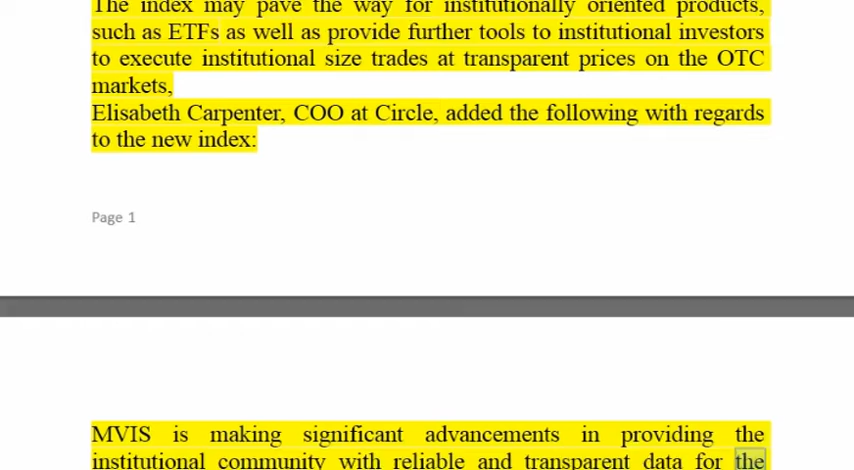 The index may pave the way for institutionally oriented products,
such as ETFs as well as provide further tools to institutional investors
to execute institutional size trades at transparent prices on the OTC
markets,
Elisabeth Carpenter, COO at Circle, added the following with regards
to the new index:
Page 1
MVIS is making significant advancements in providing the
institutional community with reliable and transparent data for the